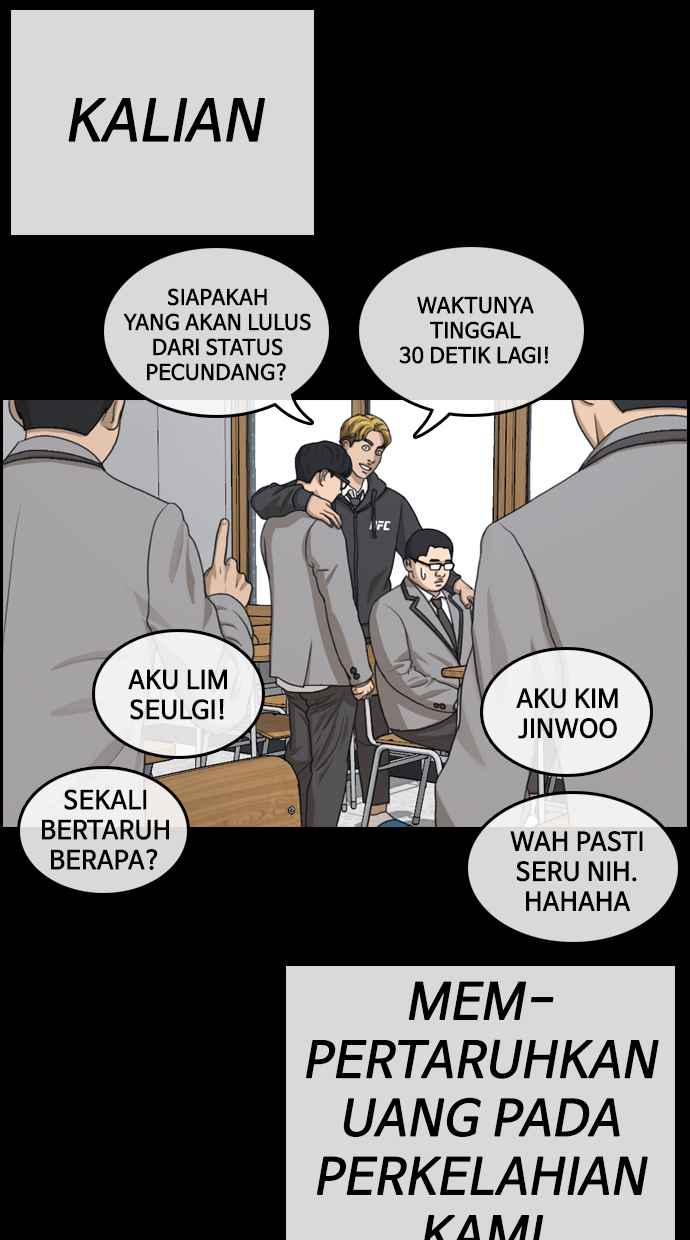 KALIAN
SIAPAKAH
YANG AKAN LULUS
DARI STATUS
PECUNDANG?
WAKTUNYA
TINGGAL
30 DETIK LAGI!
AKU LIM
SEULGI!
AKU KIM
JINWOO
SEKALI
BERTARUH
BERAPA?
WAH PASTI
SERU NIH.
HAHAHA
MEM-
PERTARUHKAN
UANG PADA
PERKELAHIAN
KAMI